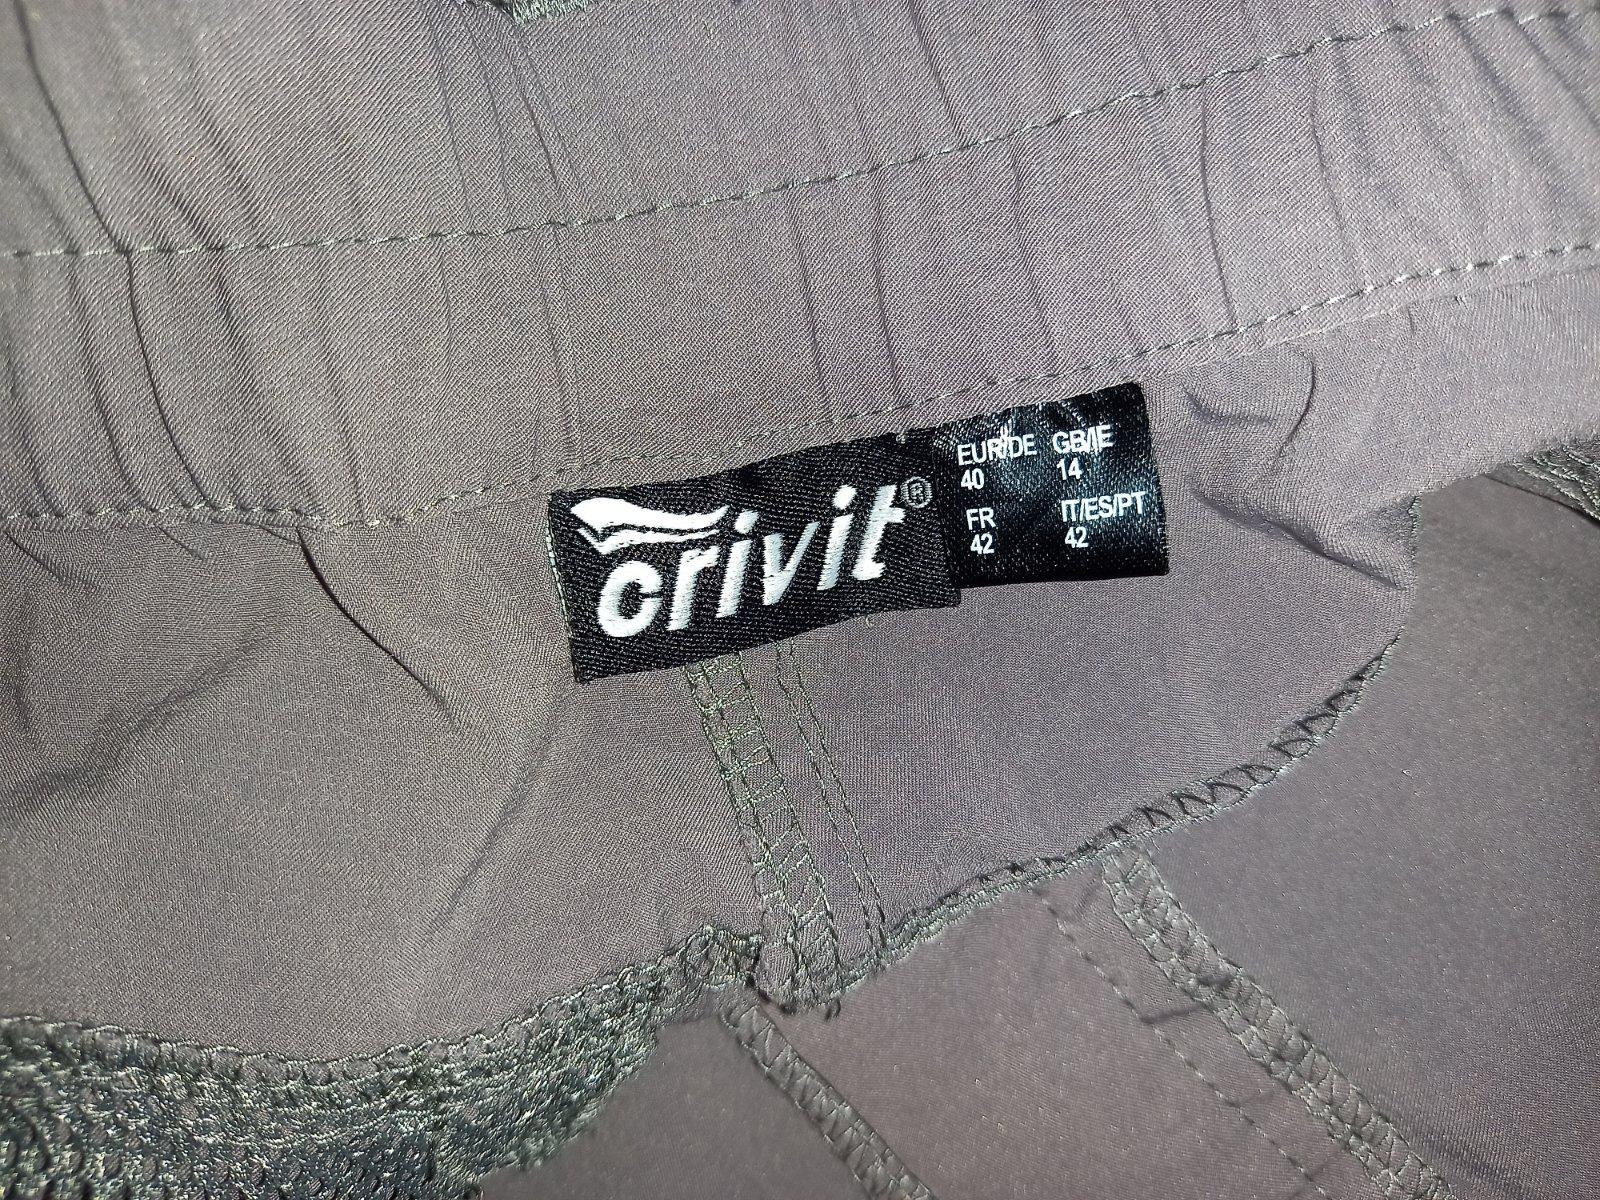 crivit®
EUR/DE GB/IE
40 14
FR IT/ES/PT
42 42